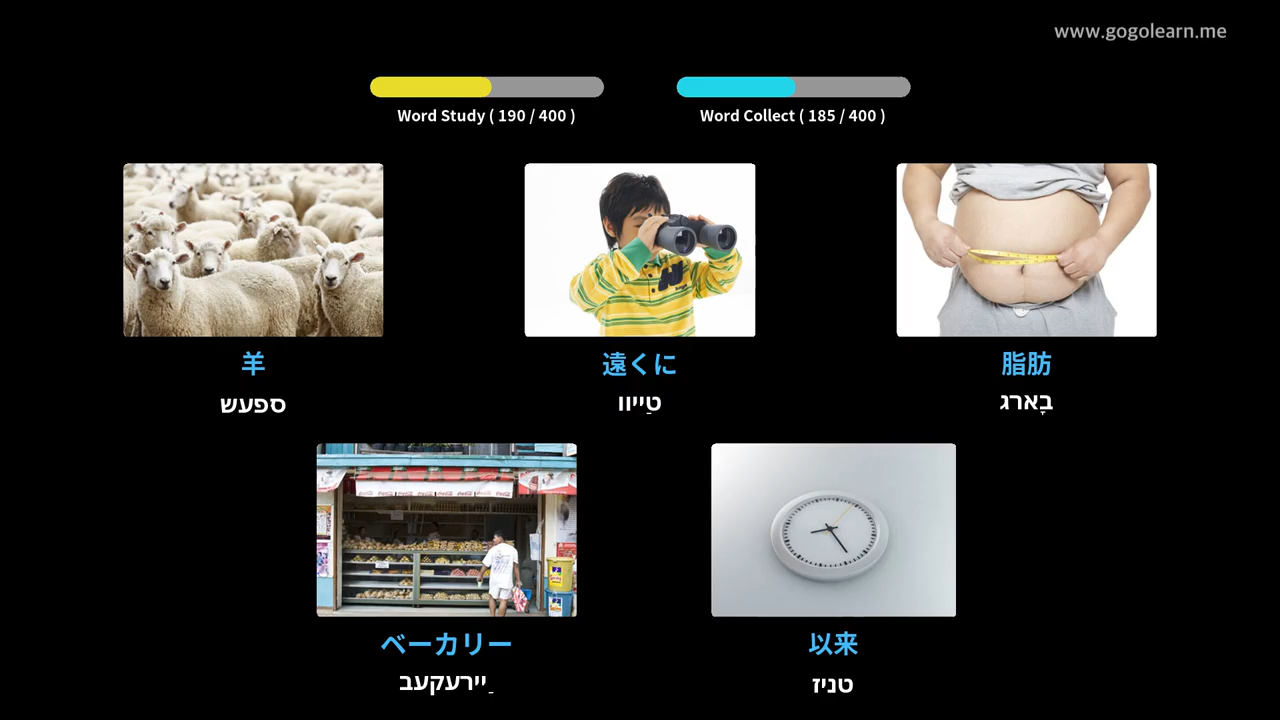 www.gogolearn.me
Word Study ( 190 / 400 )
Word Collect ( 185 / 400 )
羊
ספעש
遠くに
טַייוו
脂肪
בָארג
ベーカリー
ַיירעקעב
以来
טניז